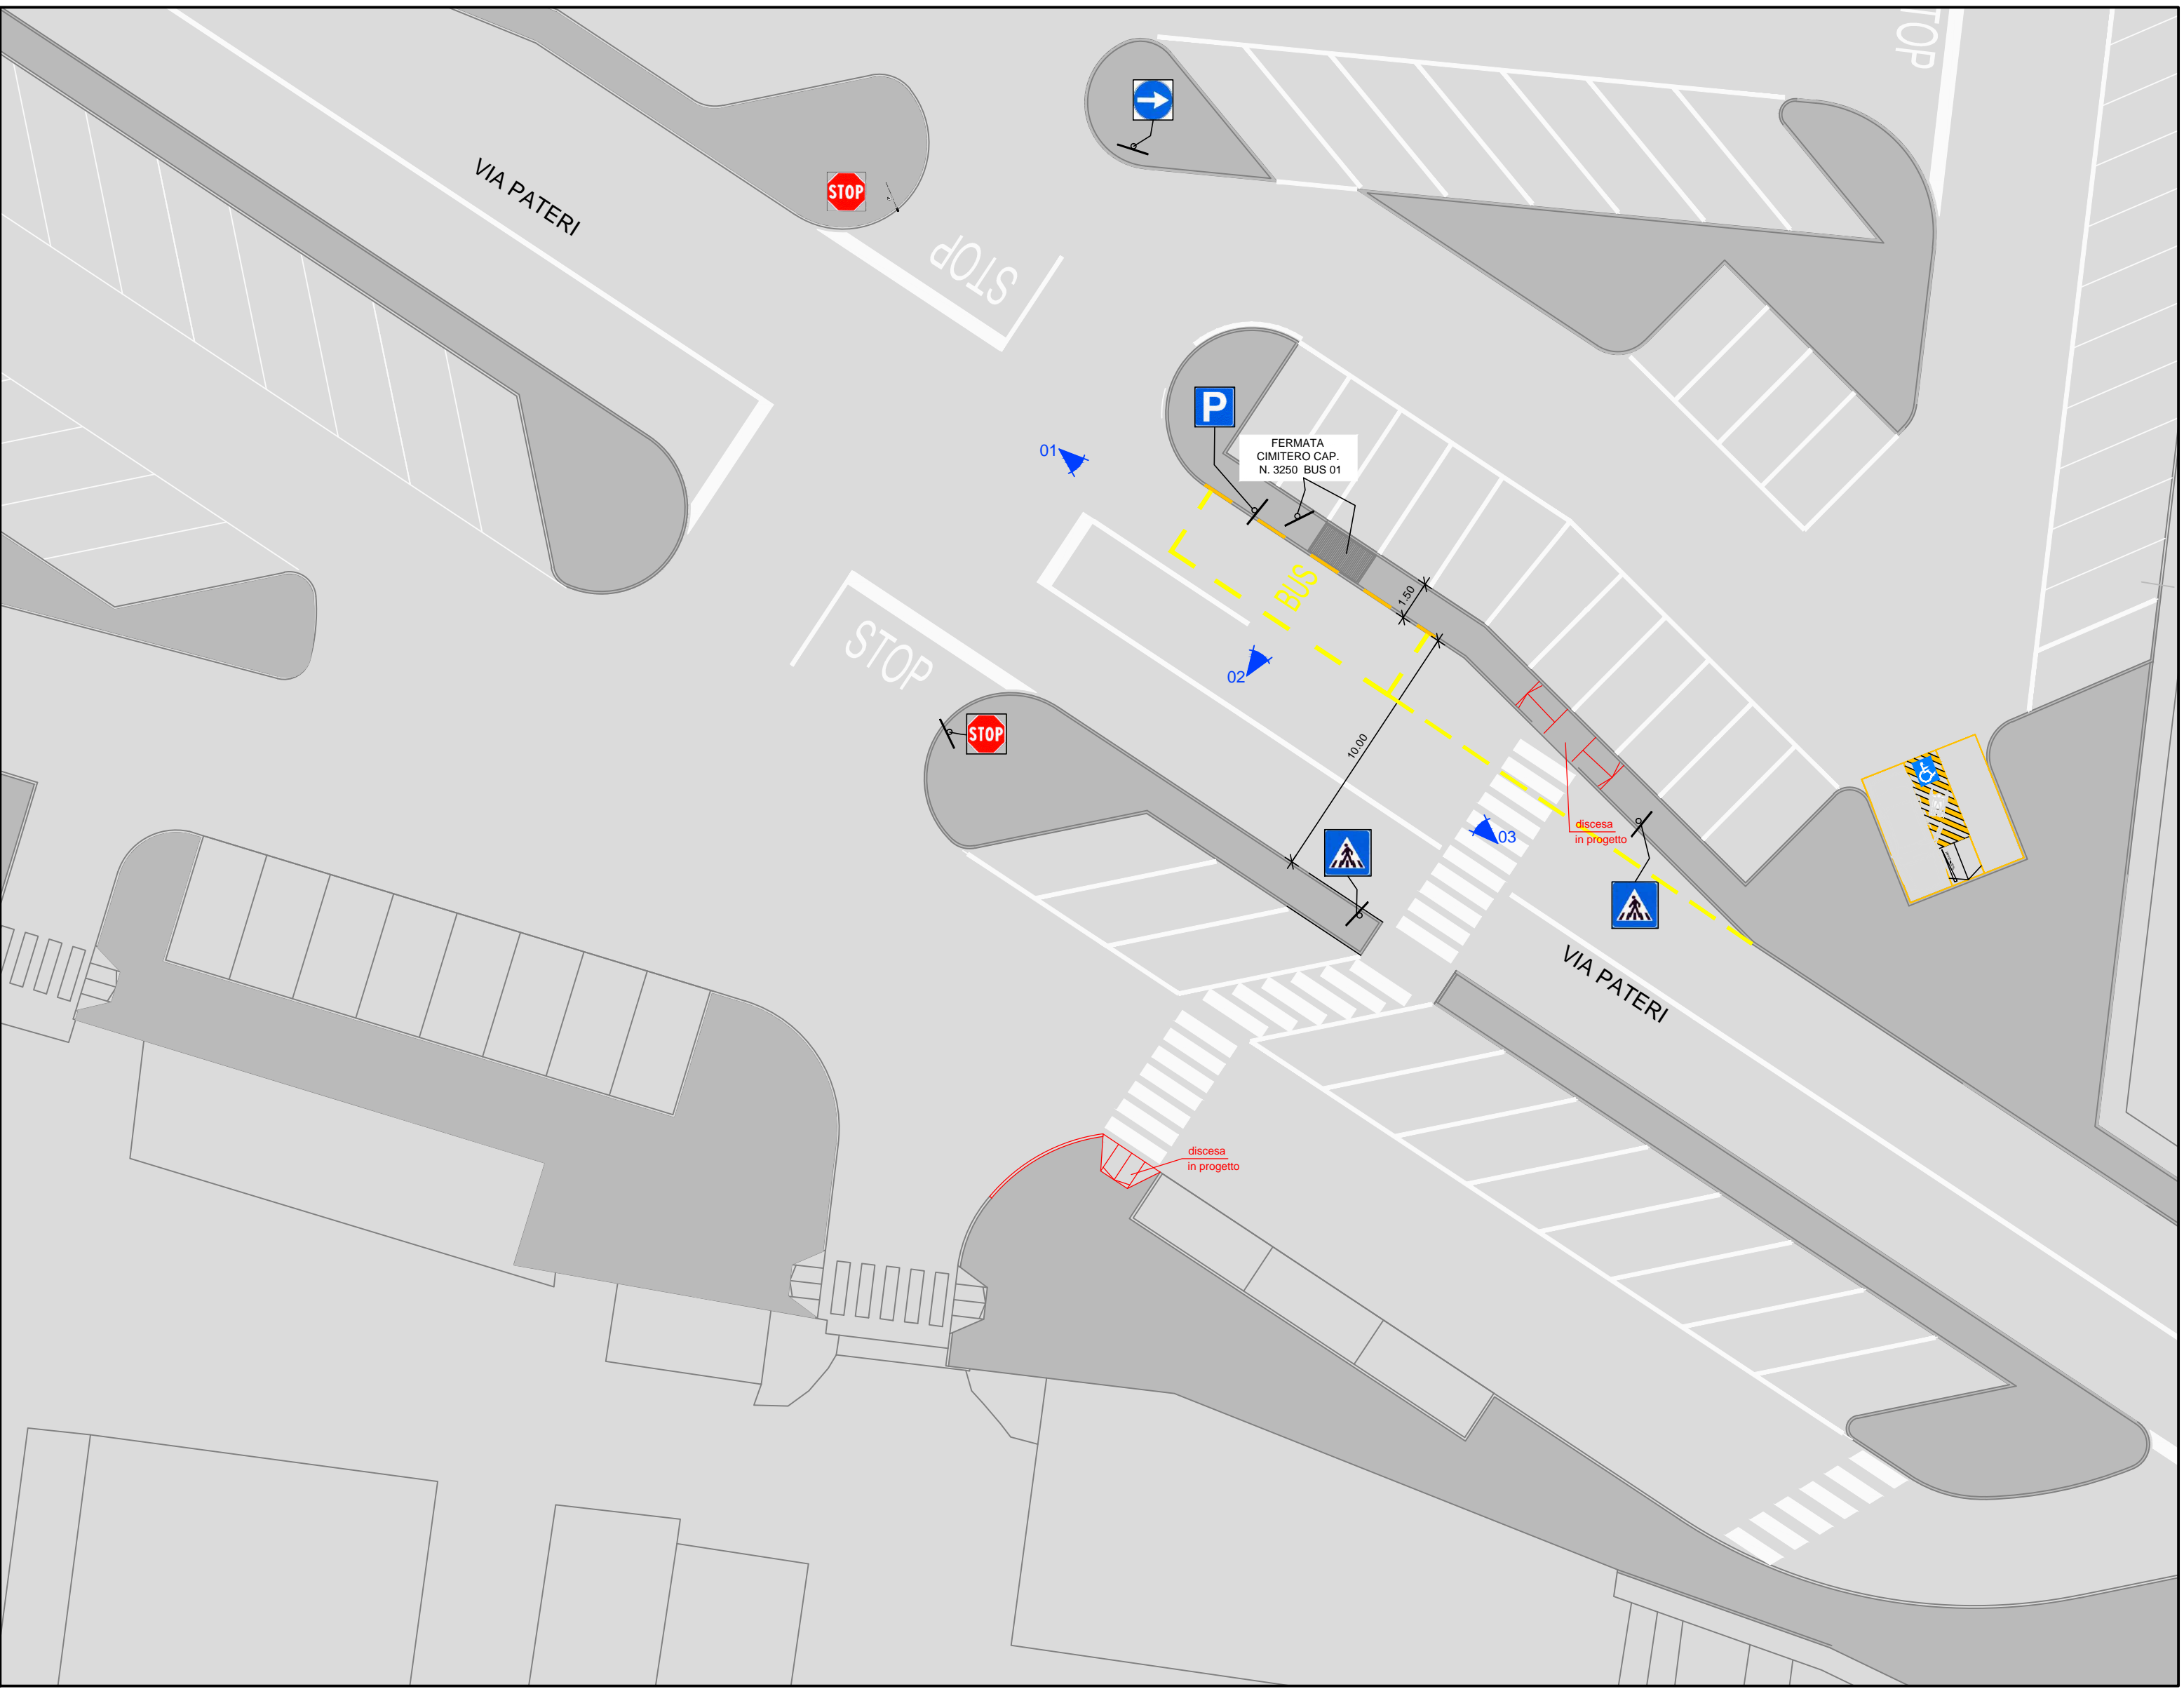 TOP
VIA PATERI
STOP
STOP
P
FERMATA
CIMITERO CAP.
N. 3250 BUS 01
01
BUS
1.50
02
STOP
STOP
10.00
03
discesa
in progetto
VIA PATERI
discesa
in progetto